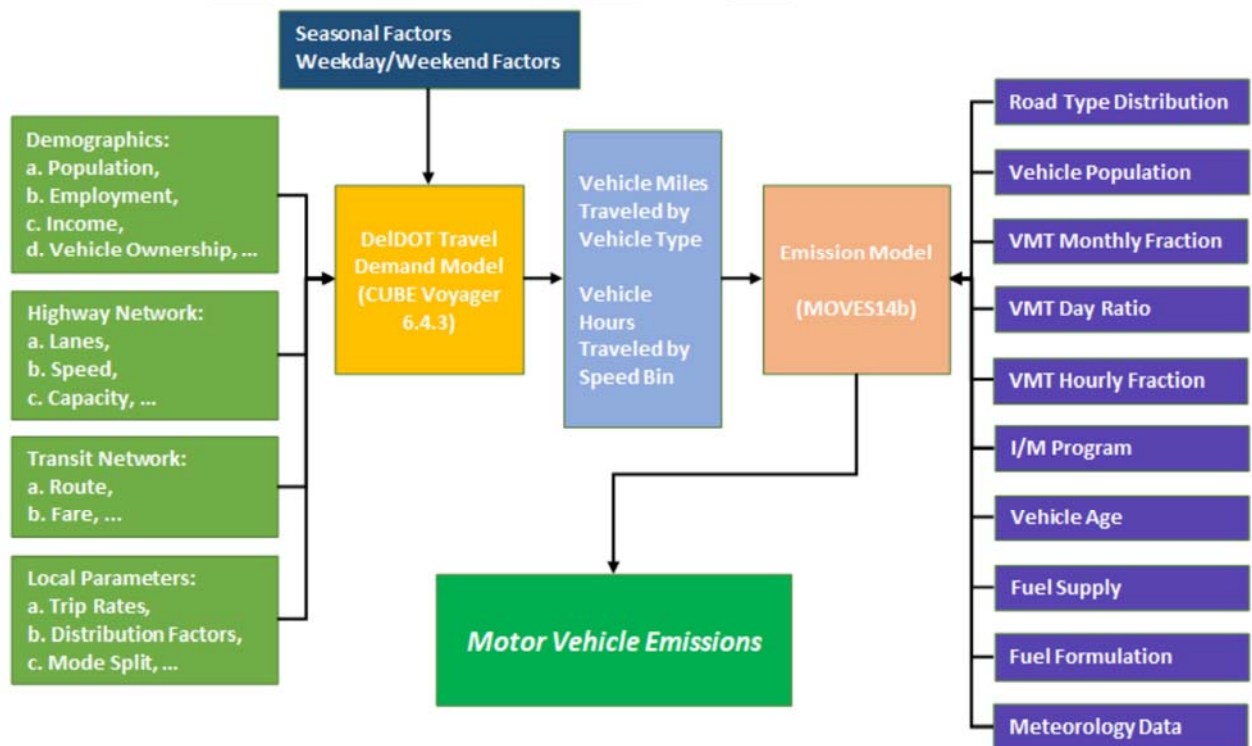 Seasonal Factors
Weekday/Weekend Factors
Demographics:
a. Population,
b. Employment,
c. Income,
d. Vehicle Ownership, ...
Highway Network:
a. Lanes,
b. Speed,
c. Capacity, ...
Transit Network:
a. Route,
b. Fare, ...
Local Parameters:
a. Trip Rates,
b. Distribution Factors,
c. Mode Split, ...
DelDOT Travel
Demand Model
(CUBE Voyager
6.4.3)
Vehicle Miles
Traveled by
Vehicle Type
Vehicle
Hours
Traveled by
Speed Bin
Emission Model
(MOVES14b)
Motor Vehicle Emissions
Road Type Distribution
Vehicle Population
VMT Monthly Fraction
VMT Day Ratio
VMT Hourly Fraction
I/M Program
Vehicle Age
Fuel Supply
Fuel Formulation
Meteorology Data